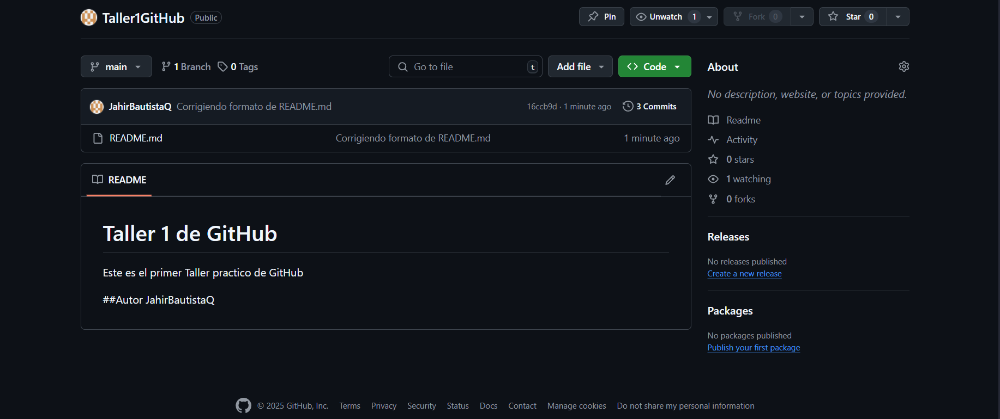 Taller1GitHub Public Pin Unwatch 1 Fork 0 Star 0
main 1 Branch 0 Tags Go to file t Add file Code
JahirBautistaQ Corrigiendo formato de README.md 16ccb9d · 1 minute ago 3 Commits
README.md Corrigiendo formato de README.md 1 minute ago
README
Taller 1 de GitHub
Este es el primer Taller practico de GitHub
##Autor JahirBautistaQ
About
No description, website, or topics provided.
Readme
Activity
0 stars
1 watching
0 forks
Releases
No releases published
Create a new release
Packages
No packages published
Publish your first package
© 2025 GitHub, Inc. Terms Privacy Security Status Docs Contact Manage cookies Do not share my personal information